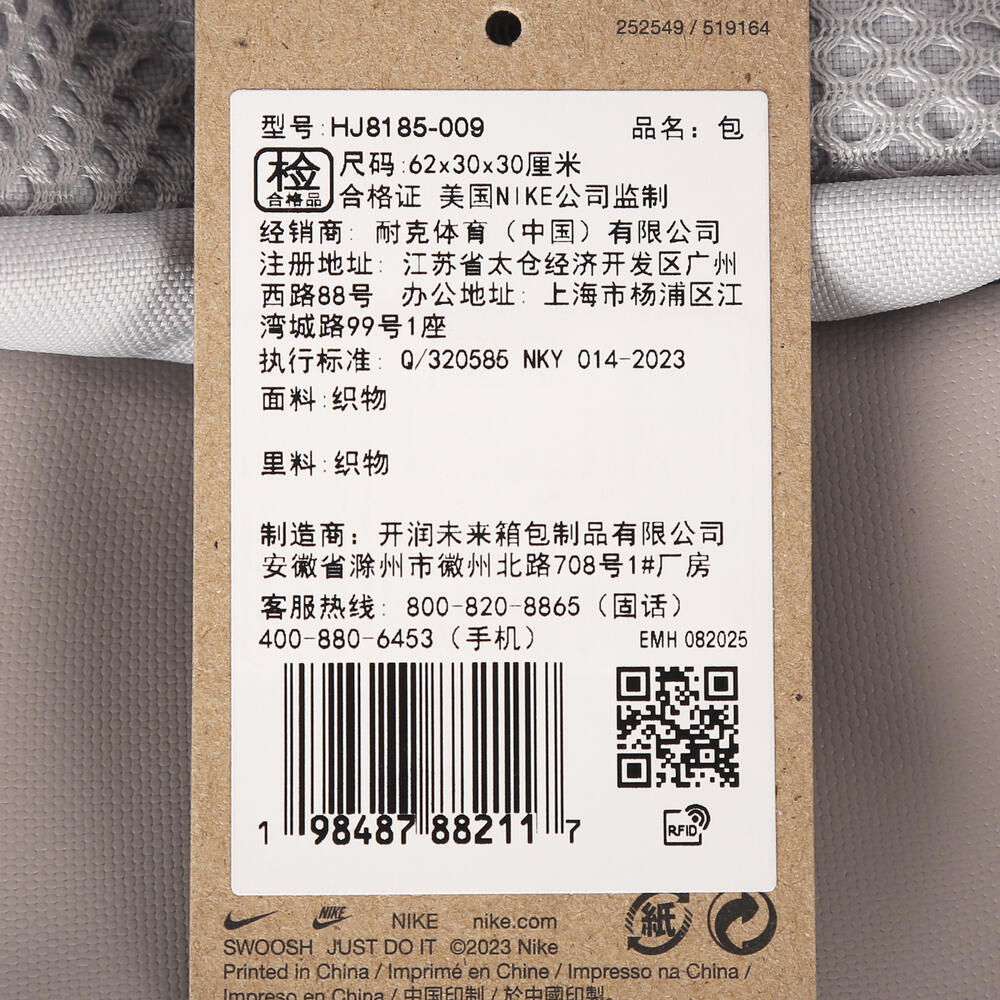 252549 / 519164
型号:HJ8185-009 品名：包
检 合格品
尺码:62x30x30厘米
合格证 美国NIKE公司监制
经销商：耐克体育（中国）有限公司
注册地址：江苏省太仓经济开发区广州
西路88号 办公地址：上海市杨浦区江
湾城路99号1座
执行标准：Q/320585 NKY 014-2023
面料:织物
里料:织物
制造商：开润未来箱包制品有限公司
安徽省滁州市徽州北路708号1#厂房
客服热线：800-820-8865（固话）
400-880-6453（手机） EMH 082025
1 98487 88211 7
RFID
NIKE NIKE nike.com 紙
SWOOSH JUST DO IT ©2023 Nike
Printed in China / Imprimé en Chine / Impresso na China /
Impreso en China / 中国印制 / 於中國印製